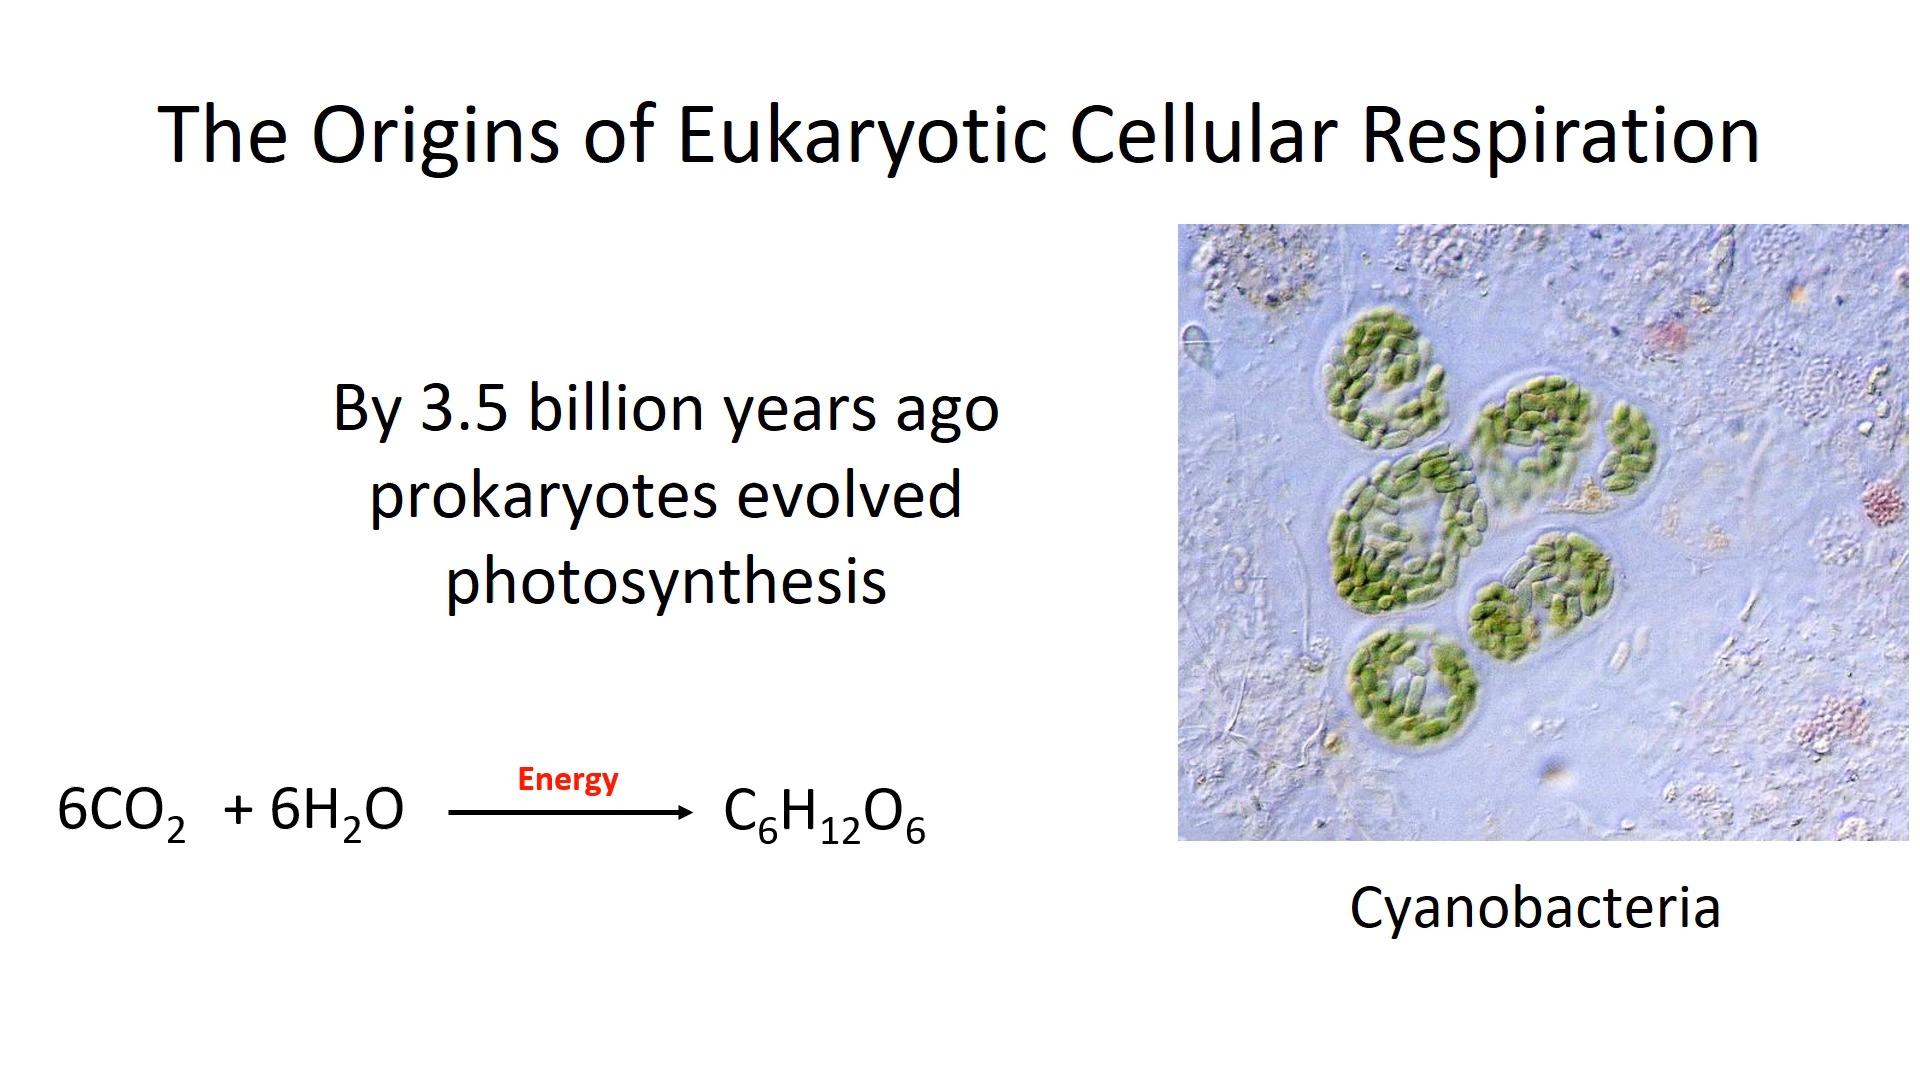 The Origins of Eukaryotic Cellular Respiration
By 3.5 billion years ago
prokaryotes evolved
photosynthesis
Energy
6CO₂ + 6H₂O → C₆H₁₂O₆
Cyanobacteria